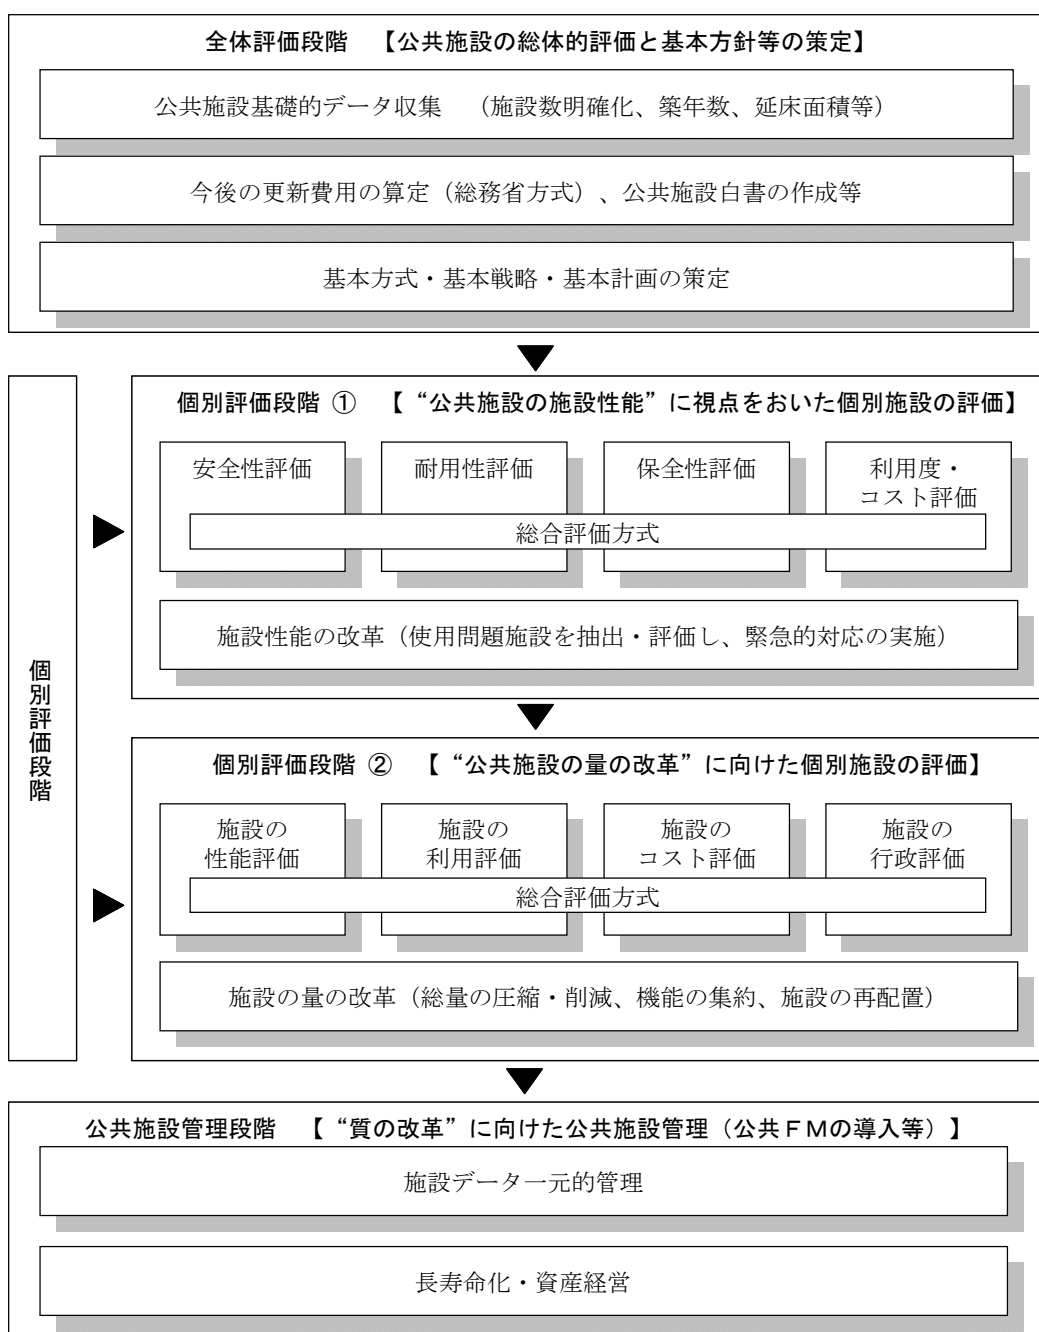 全体評価段階　【公共施設の総体的評価と基本方針等の策定】
公共施設基礎的データ収集　（施設数明確化、築年数、延床面積等）
今後の更新費用の算定（総務省方式）、公共施設白書の作成等
基本方式・基本戦略・基本計画の策定
個別評価段階
個別評価段階 ①　【“公共施設の施設性能”に視点をおいた個別施設の評価】
安全性評価
耐用性評価
保全性評価
利用度・
コスト評価
総合評価方式
施設性能の改革（使用問題施設を抽出・評価し、緊急的対応の実施）
個別評価段階 ②　【“公共施設の量の改革”に向けた個別施設の評価】
施設の
性能評価
施設の
利用評価
施設の
コスト評価
施設の
行政評価
総合評価方式
施設の量の改革（総量の圧縮・削減、機能の集約、施設の再配置）
公共施設管理段階　【“質の改革”に向けた公共施設管理（公共ＦＭの導入等）】
施設データ一元的管理
長寿命化・資産経営